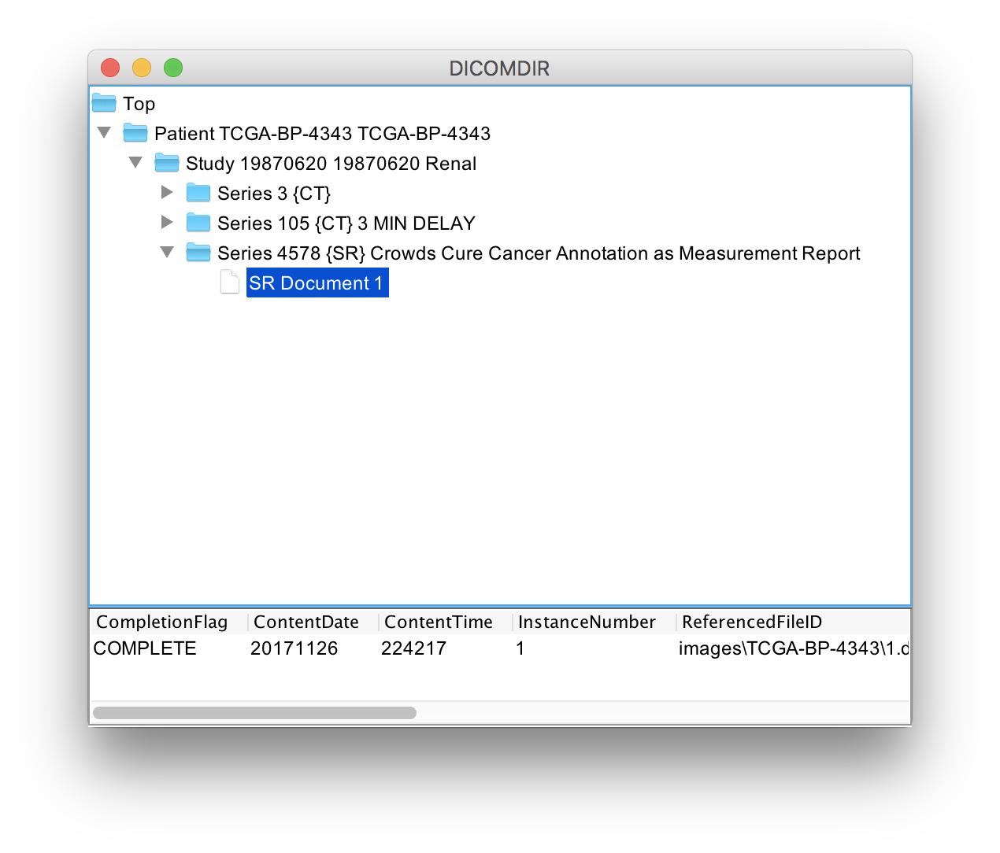 DICOMDIR
Top
Patient TCGA-BP-4343 TCGA-BP-4343
Study 19870620 19870620 Renal
Series 3 {CT}
Series 105 {CT} 3 MIN DELAY
Series 4578 {SR} Crowds Cure Cancer Annotation as Measurement Report
SR Document 1
CompletionFlag ContentDate ContentTime InstanceNumber ReferencedFileID
COMPLETE 20171126 224217 1 images\TCGA-BP-4343\1.d